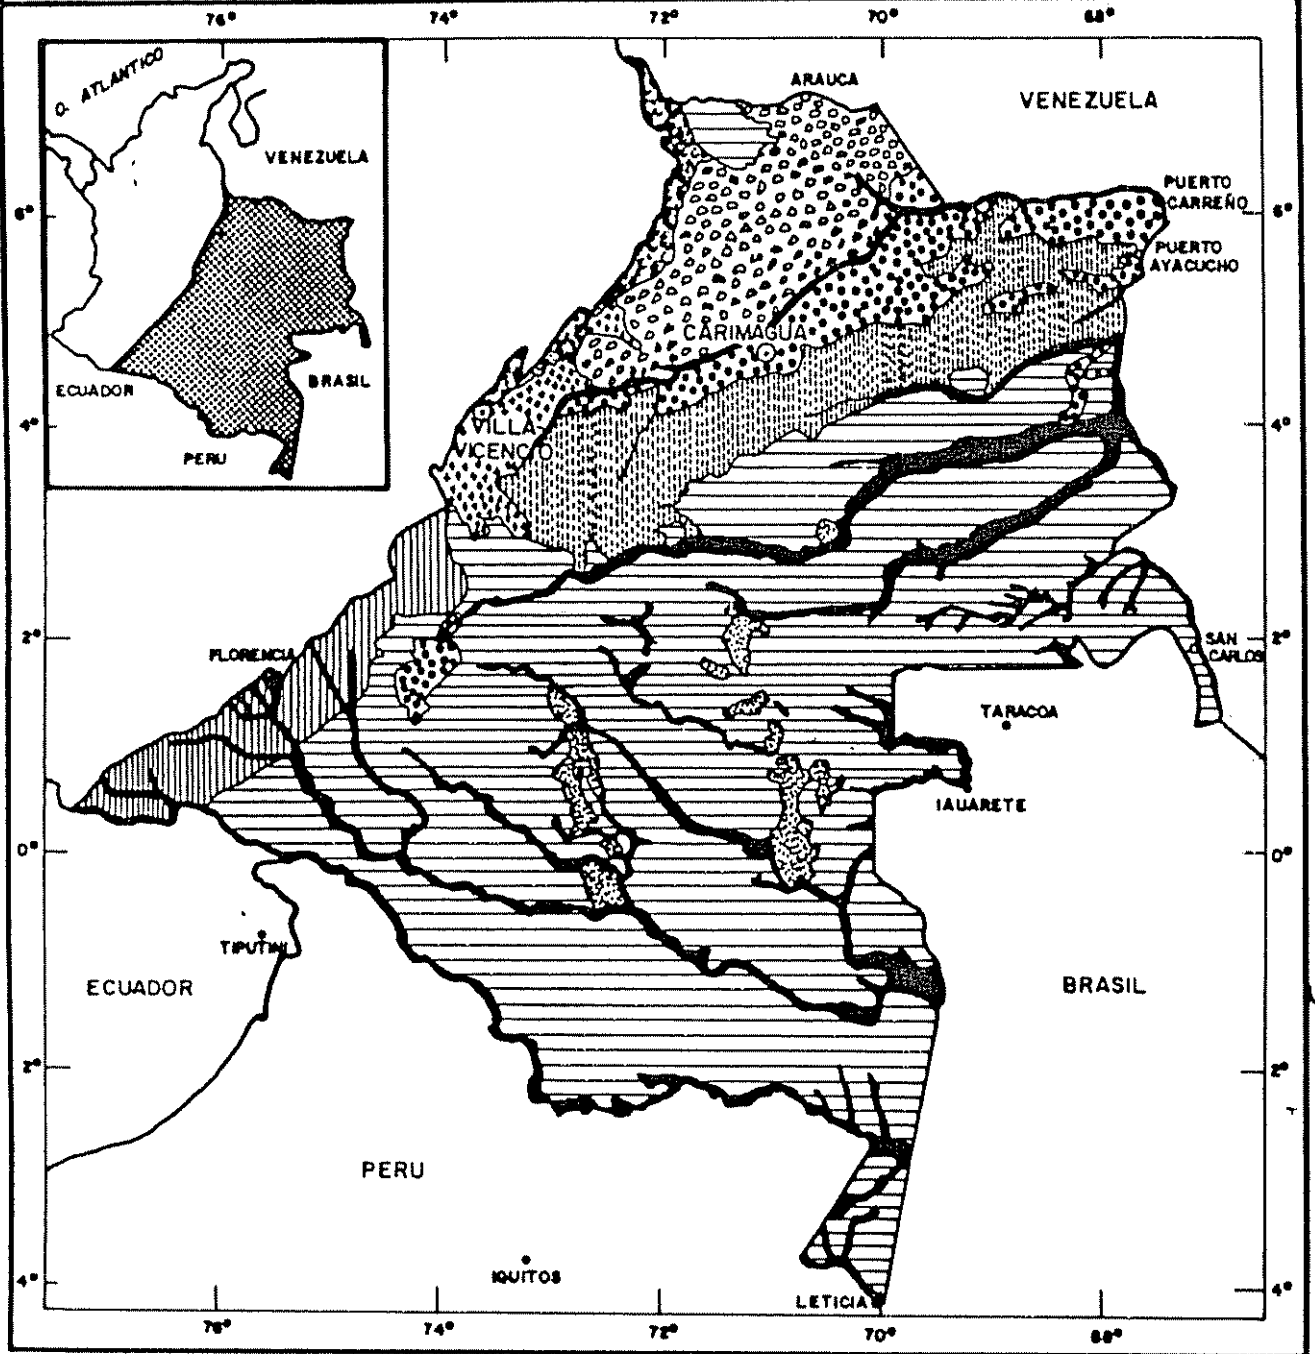 76° 74° 72° 70° 68°
O. ATLANTICO
VENEZUELA
ECUADOR
BRASIL
PERU
ARAUCA
VENEZUELA
PUERTO
CARREÑO
6° 6°
PUERTO
AYACUCHO
CARIMAGUA
VILLA-
VICENCIO
4° 4°
2° 2°
SAN
CARLOS
FLORENCIA
TARACOA
IAUARETE
0° 0°
TIPUTINI
ECUADOR
BRASIL
2° 2°
PERU
IQUITOS
4° 4°
LETICIA
76° 74° 72° 70° 68°